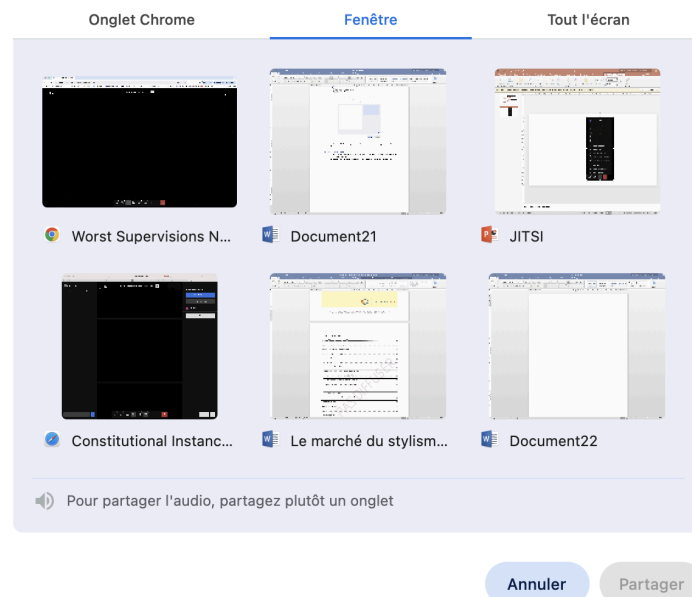 Onglet Chrome
Fenêtre
Tout l'écran
Worst Supervisions N...
Document21
JITSI
Constitutional Instanc...
Le marché du stylism...
Document22
Pour partager l'audio, partagez plutôt un onglet
Annuler
Partager